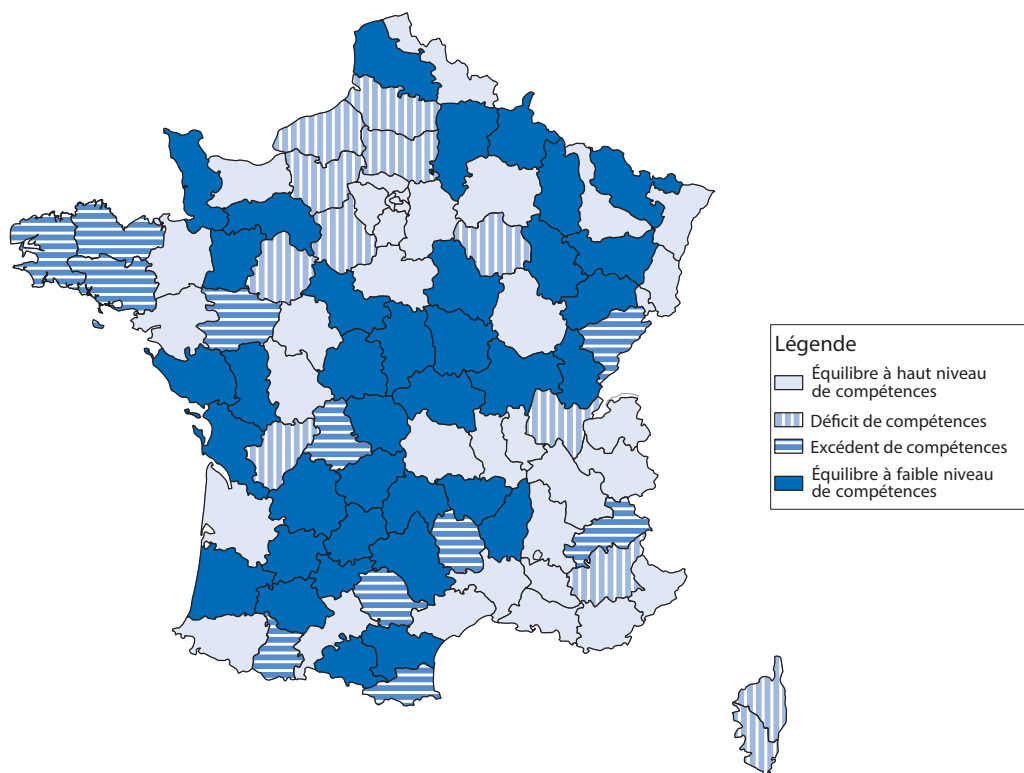 Légende
Équilibre à haut niveau
de compétences
Déficit de compétences
Excédent de compétences
Équilibre à faible niveau
de compétences